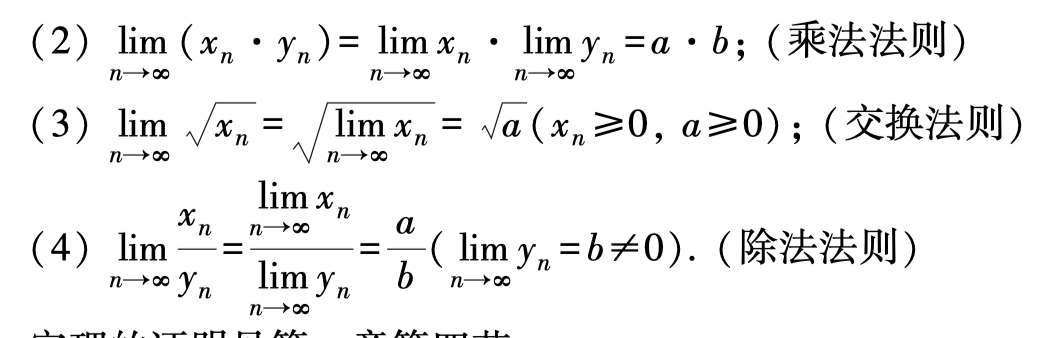 (2) lim_{n→∞} (x_n · y_n) = lim_{n→∞} x_n · lim_{n→∞} y_n = a · b; (乘法法则)
(3) lim_{n→∞} √x_n = √(lim_{n→∞} x_n) = √a (x_n ≥ 0, a ≥ 0); (交换法则)
(4) lim_{n→∞} x_n/y_n = (lim_{n→∞} x_n)/(lim_{n→∞} y_n) = a/b (lim_{n→∞} y_n = b ≠ 0). (除法法则)